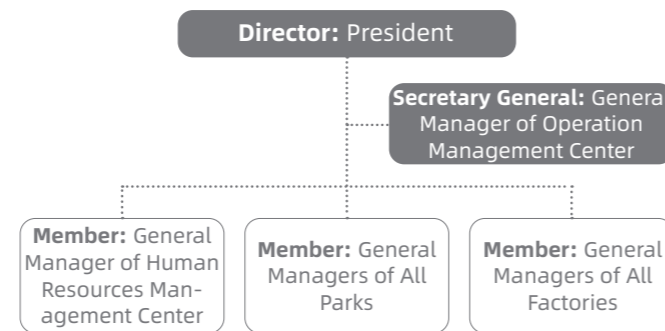 Director: President
Secretary General: Genera
Manager of Operation
Management Center
Member: General
Manager of Human
Resources Man-
agement Center
Member: General
Managers of All
Parks
Member: General
Managers of All
Factories